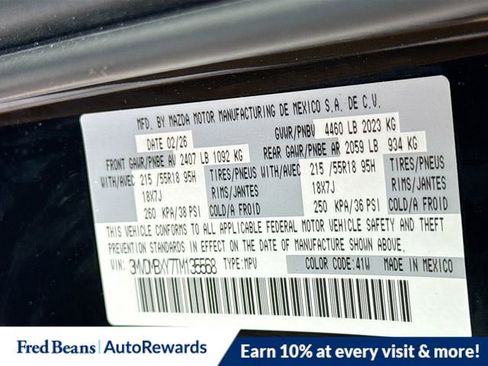 MFD. BY MAZDA MOTOR MANUFACTURING DE MEXICO S.A. DE C.V.
DATE 02/26 GVWR/PNBV 4460 LB 2023 KG
FRONT GAWR/PNBE AV 2407 LB 1092 KG REAR GAWR/PNBE AR 2059 LB 934 KG
WITH/AVEC 215 /55R18 95H TIRES/PNEUS WITH/AVEC 215 /55R18 95H TIRES/PNEUS
18X7J RIMS/JANTES 18X7J RIMS/JANTES
250 KPA/36 PSI COLD/A FROID 250 KPA/36 PSI COLD/A FROID
THIS VEHICLE CONFORMS TO ALL APPLICABLE FEDERAL MOTOR VEHICLE SAFETY AND THEFT
PREVENTION STANDARDS IN EFFECT ON THE DATE OF MANUFACTURE SHOWN ABOVE.
VIN: TYPE: MPV COLOR CODE: 41W MADE IN MEXICO
Fred Beans | AutoRewards Earn 10% at every visit & more!